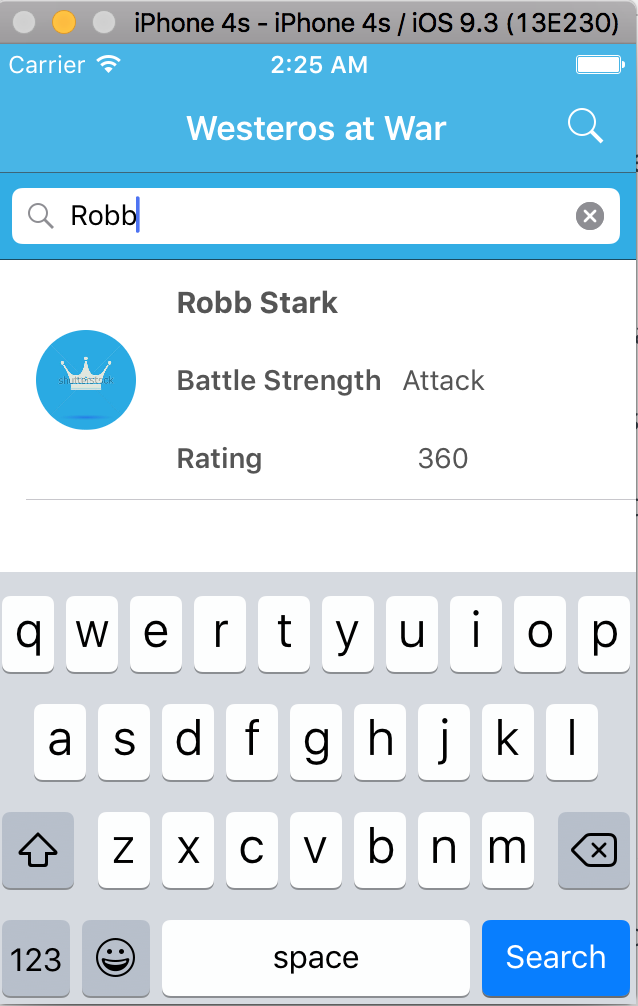 iPhone 4s - iPhone 4s / iOS 9.3 (13E230)
Carrier 2:25 AM
Westeros at War
Robb
Robb Stark
shutterstock
Battle Strength Attack
Rating 360
q w e r t y u i o p
a s d f g h j k l
z x c v b n m
123 space Search